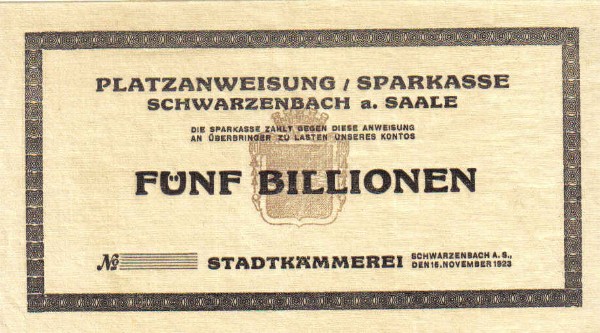 PLATZANWEISUNG / SPARKASSE
SCHWARZENBACH a. SAALE
DIE SPARKASSE ZAHLT GEGEN DIESE ANWEISUNG
AN ÜBERBRINGER ZU LASTEN UNSERES KONTOS
FÜNF BILLIONEN
№ STADTKÄMMEREI
SCHWARZENBACH A. S.,
DEN 15. NOVEMBER 1923